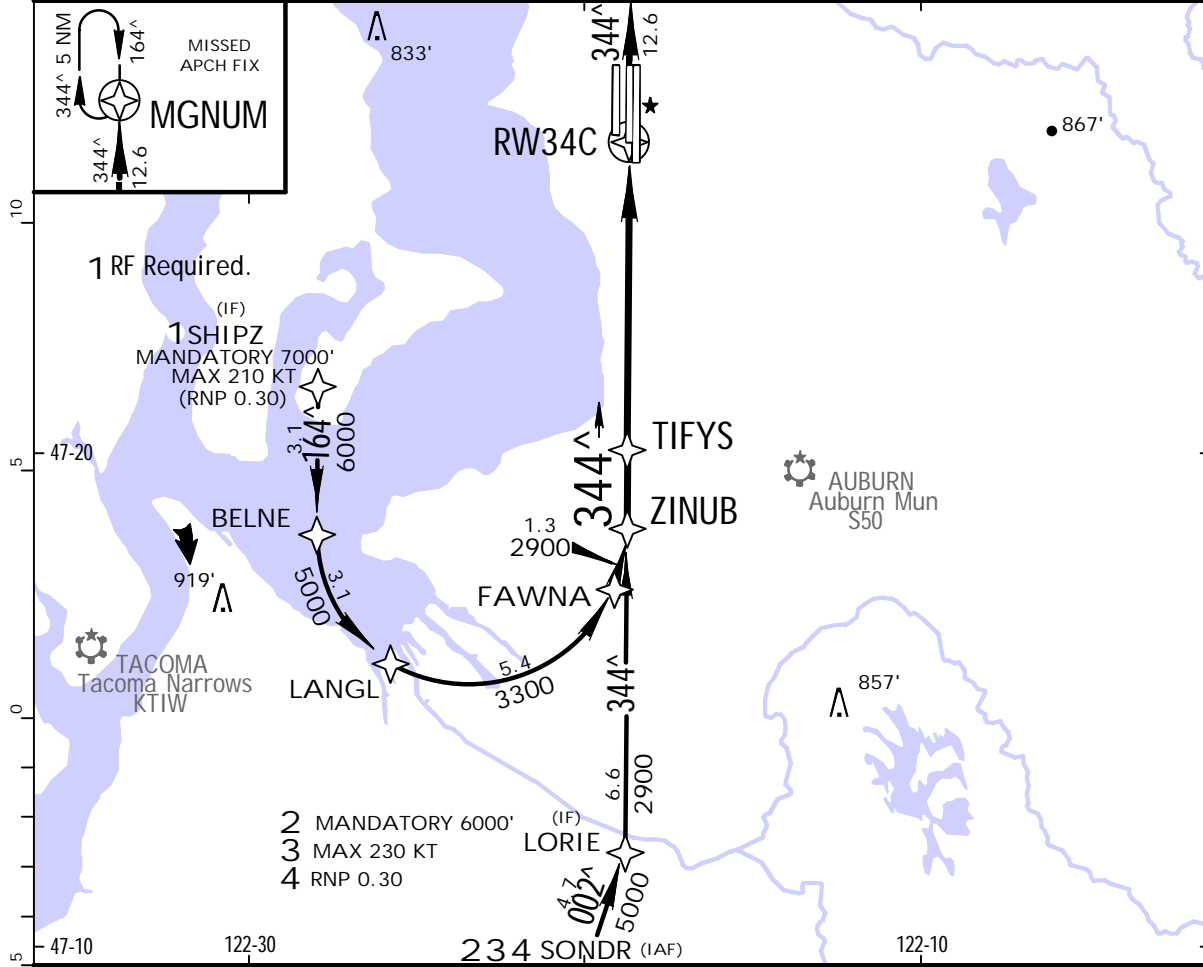 344^ 5 NM
164^
MISSED
APCH FIX
MGNUM
344^
12.6
833'
344^
12.6
RW34C
867'
10
1 RF Required.
(IF)
1 SHIPZ
MANDATORY 7000'
MAX 210 KT
(RNP 0.30)
3.1
164^
6000
47-20
5
TIFYS
344^
ZINUB
AUBURN
Auburn Mun
S50
BELNE
1.3
2900
919'
3.1
5000
FAWNA
TACOMA
Tacoma Narrows
KTIW
LANGL
5.4
3300
344^
857'
0
6.6
2900
2 MANDATORY 6000'
3 MAX 230 KT
4 RNP 0.30
(IF)
LORIE
4.7
002^
5000
47-10
122-30
234 SONDR (IAF)
122-10
5